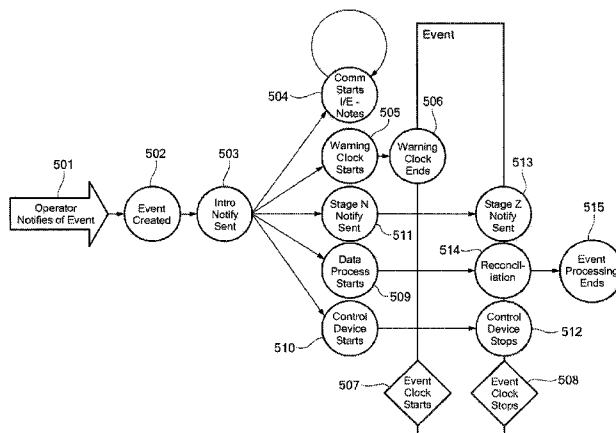 Event
504
Comm
Starts
I/E -
Notes
505
506
Warning
Clock
Starts
Warning
Clock
Ends
501
502
503
513
Operator
Notifies of Event
Event
Created
Intro
Notify
Sent
Stage N
Notify
Sent
511
Stage Z
Notify
Sent
514
515
Data
Process
Starts
509
Reconcil-
iation
Event
Processing
Ends
510
Control
Device
Starts
Control
Device
Stops
512
507
Event
Clock
Starts
Event
Clock
Stops
508